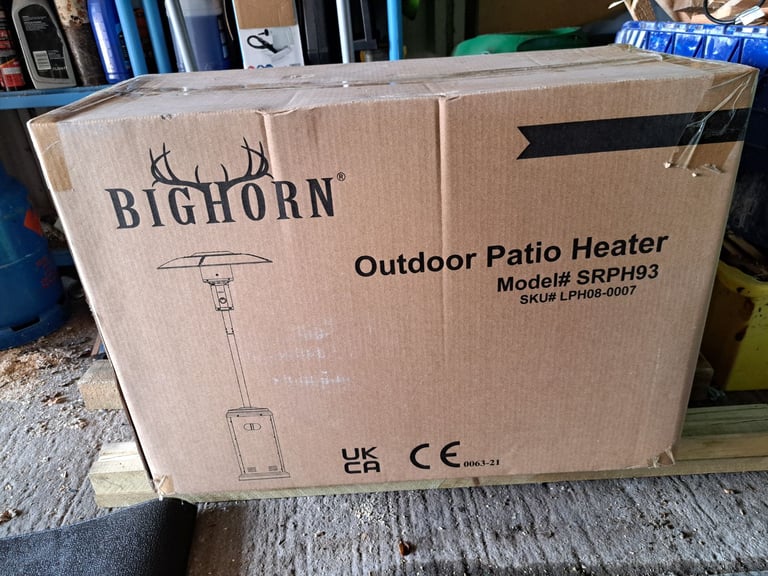 BIGHORN®
Outdoor Patio Heater
Model# SRPH93
SKU# LPH08-0007
UK
CA
CE 0063-21